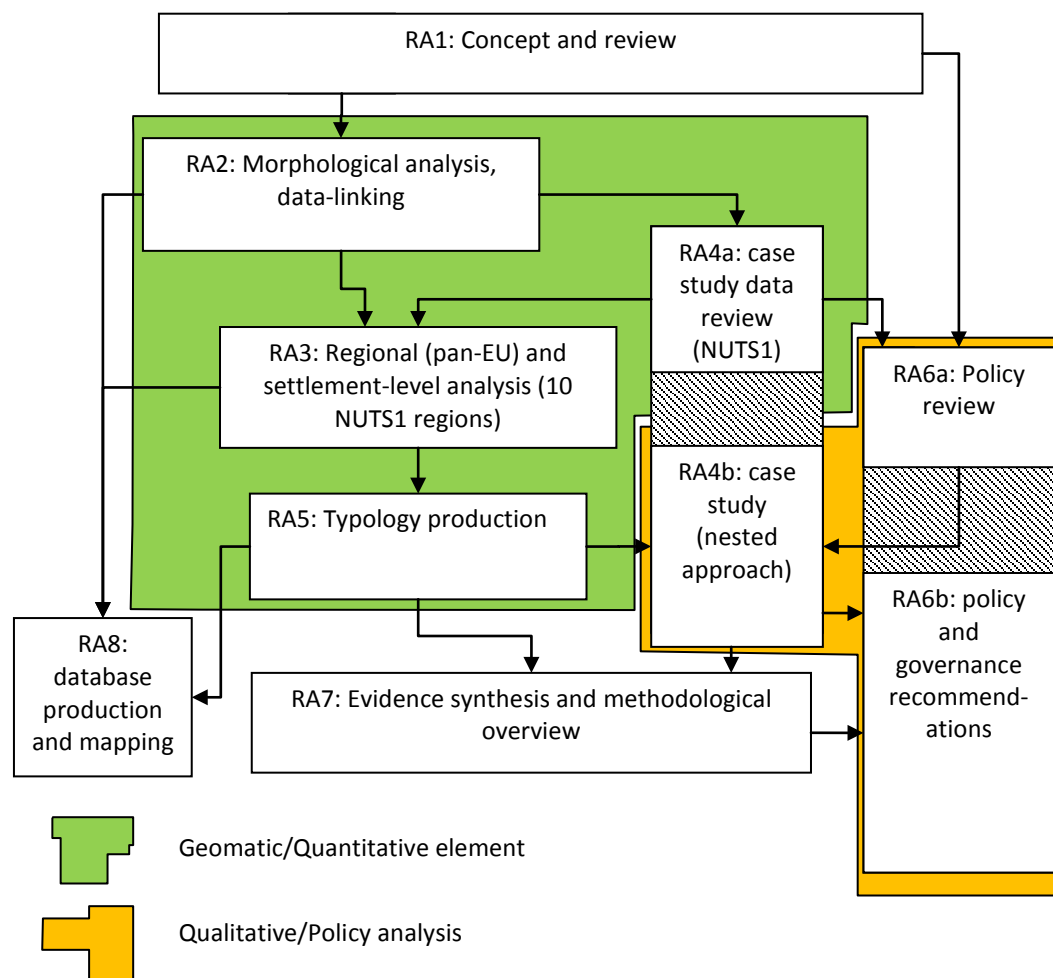 RA1: Concept and review
RA2: Morphological analysis,
data-linking
RA4a: case
study data
review
(NUTS1)
RA3: Regional (pan-EU) and
settlement-level analysis (10
NUTS1 regions)
RA6a: Policy
review
RA4b: case
study
(nested
approach)
RA5: Typology production
RA6b: policy
and
governance
recommend-
ations
RA8:
database
production
and mapping
RA7: Evidence synthesis and methodological
overview
Geomatic/Quantitative element
Qualitative/Policy analysis